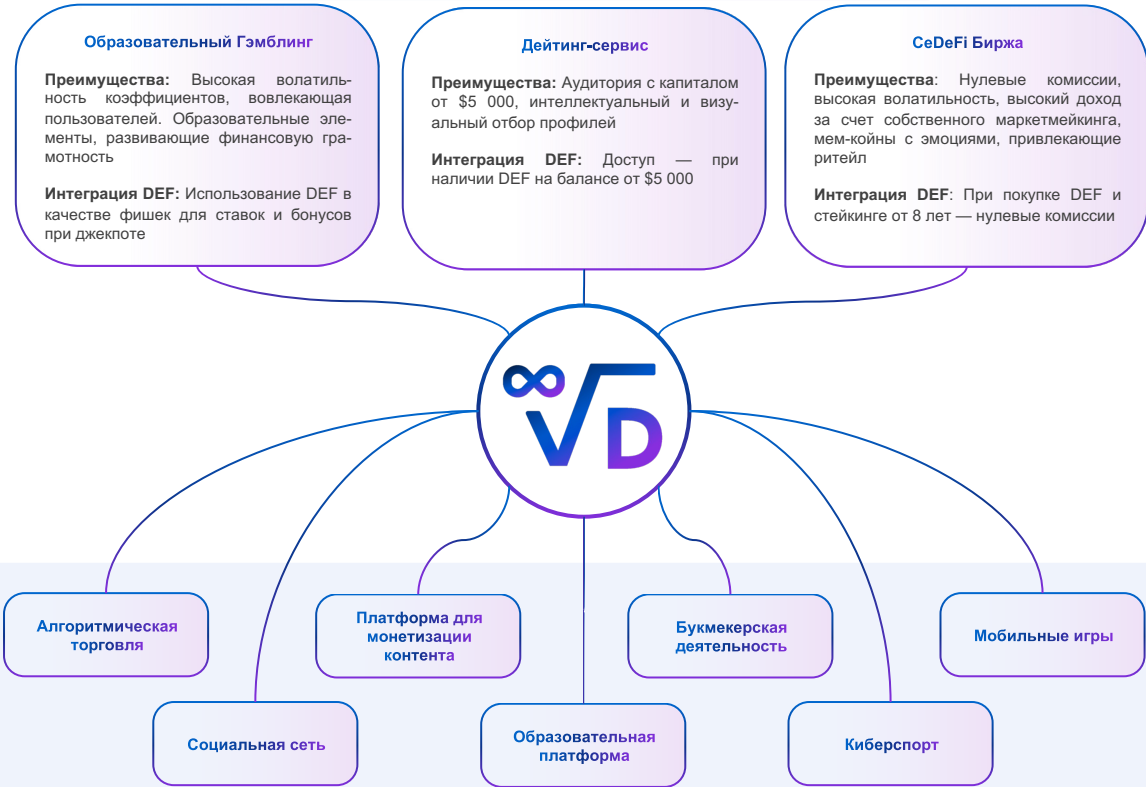 Образовательный Гэмблинг
Преимущества: Высокая волатиль-
ность коэффициентов, вовлекающая
пользователей. Образовательные эле-
менты, развивающие финансовую гра-
мотность
Интеграция DEF: Использование DEF в
качестве фишек для ставок и бонусов
при джекпоте
Дейтинг-сервис
Преимущества: Аудитория с капиталом
от $5 000, интеллектуальный и визу-
альный отбор профилей
Интеграция DEF: Доступ — при
наличии DEF на балансе от $5 000
CeDeFi Биржа
Преимущества: Нулевые комиссии,
высокая волатильность, высокий доход
за счет собственного маркетмейкинга,
мем-койны с эмоциями, привлекающие
ритейл
Интеграция DEF: При покупке DEF и
стейкинге от 8 лет — нулевые комиссии
∞√D
Алгоритмическая
торговля
Платформа для
монетизации
контента
Букмекерская
деятельность
Мобильные игры
Социальная сеть
Образовательная
платформа
Киберспорт